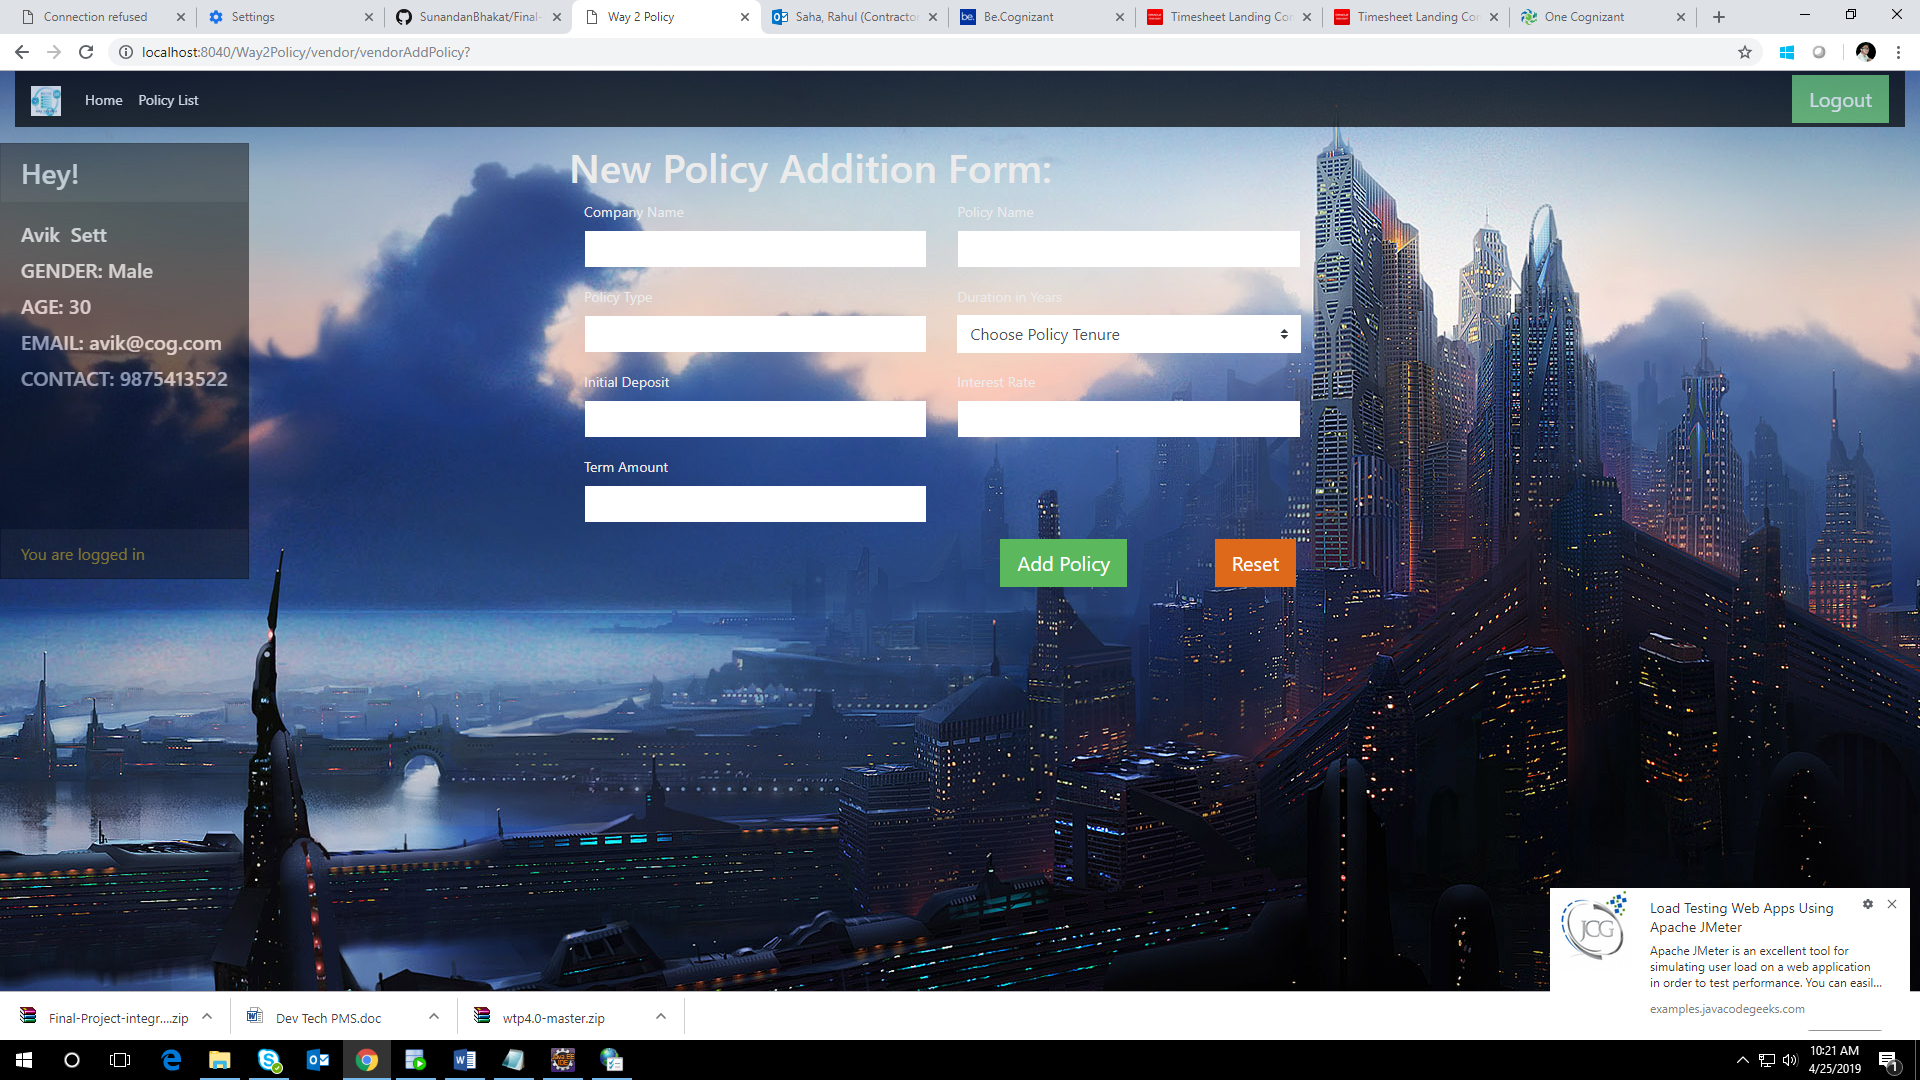 Connection refused
Settings
SunandanBhakat/Final-
Way 2 Policy
Saha, Rahul (Contractor
Be.Cognizant
Timesheet Landing Con
Timesheet Landing Con
One Cognizant
localhost:8040/Way2Policy/vendor/vendorAddPolicy?
Home
Policy List
Logout
Hey!
Avik Sett
GENDER: Male
AGE: 30
EMAIL: avik@cog.com
CONTACT: 9875413522
You are logged in
New Policy Addition Form:
Company Name
Policy Name
Policy Type
Duration in Years
Choose Policy Tenure
Initial Deposit
Interest Rate
Term Amount
Add Policy
Reset
JCG
Load Testing Web Apps Using
Apache JMeter
Apache JMeter is an excellent tool for
simulating user load on a web application
in order to test performance. You can easil...
examples.javacodegeeks.com
Final-Project-integr....zip
Dev Tech PMS.doc
wtp4.0-master.zip
10:21 AM
4/25/2019
1